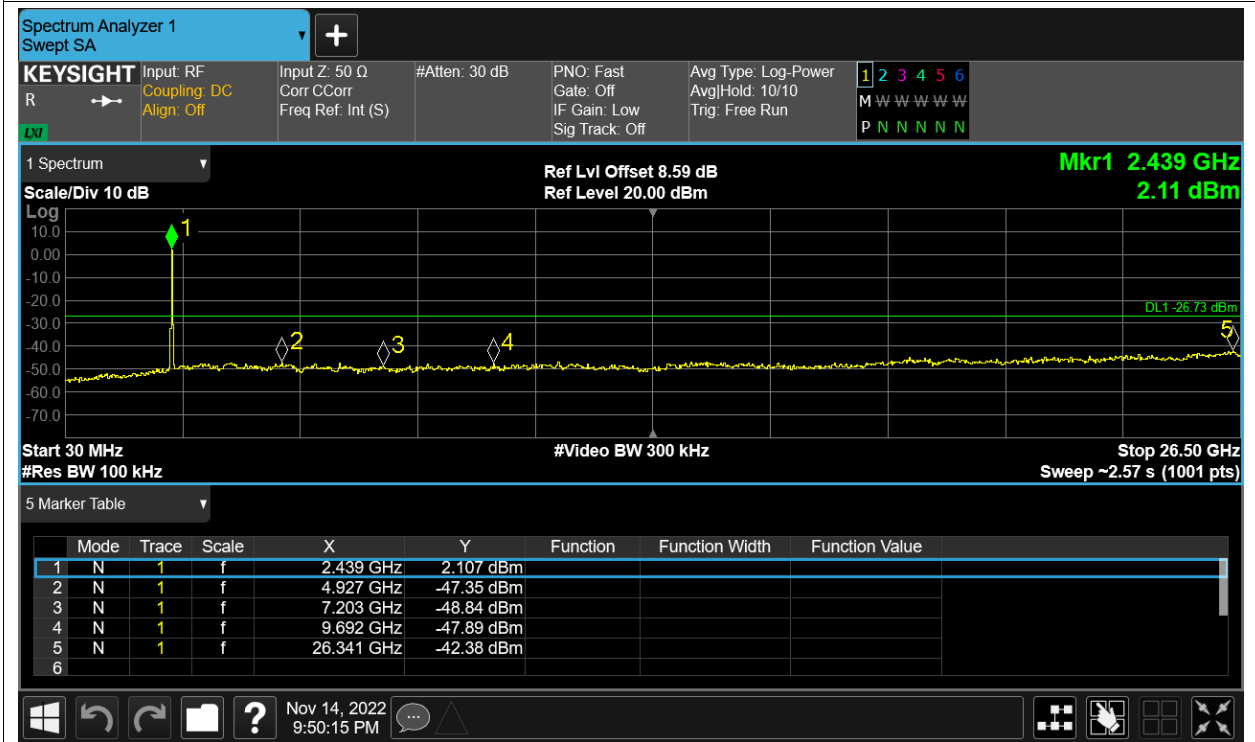 Spectrum Analyzer 1
Swept SA
+
KEYSIGHT Input: RF Input Z: 50 Ω #Atten: 30 dB PNO: Fast Avg Type: Log-Power 1 2 3 4 5 6
R Coupling: DC Corr CCorr Gate: Off Avg|Hold: 10/10 M W W W W W
Align: Off Freq Ref: Int (S) IF Gain: Low Trig: Free Run
LXI Sig Track: Off P N N N N N
1 Spectrum Ref Lvl Offset 8.59 dB Mkr1 2.439 GHz
Scale/Div 10 dB Ref Level 20.00 dBm 2.11 dBm
Log
10.0 1
0.00
-10.0
-20.0 DL1 -26.73 dBm
-30.0 5
-40.0 2 3 4
-50.0
-60.0
-70.0
Start 30 MHz #Video BW 300 kHz Stop 26.50 GHz
#Res BW 100 kHz Sweep ~2.57 s (1001 pts)
5 Marker Table
Mode Trace Scale X Y Function Function Width Function Value
1 N 1 f 2.439 GHz 2.107 dBm
2 N 1 f 4.927 GHz -47.35 dBm
3 N 1 f 7.203 GHz -48.84 dBm
4 N 1 f 9.692 GHz -47.89 dBm
5 N 1 f 26.341 GHz -42.38 dBm
6
? Nov 14, 2022
9:50:15 PM